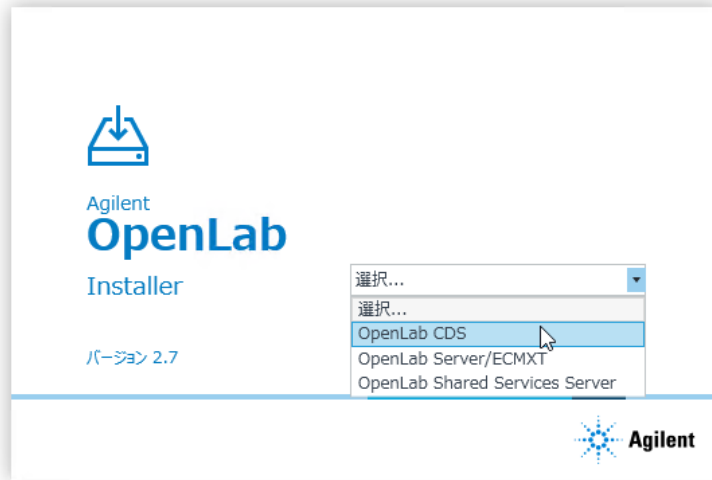 Agilent
OpenLab
Installer
バージョン 2.7
選択...
選択...
OpenLab CDS
OpenLab Server/ECMXT
OpenLab Shared Services Server
Agilent